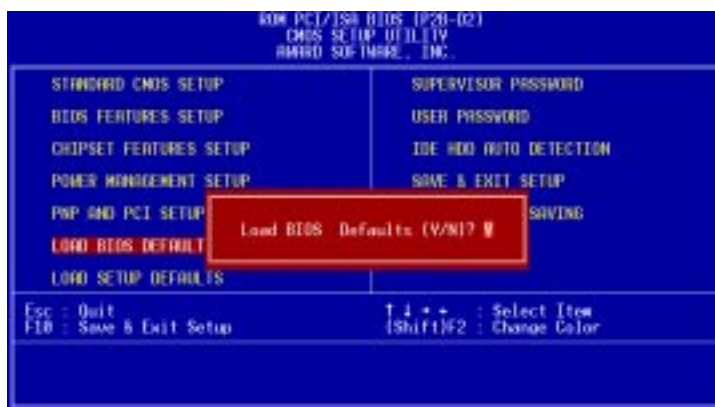 ROM PCI/ISA BIOS (P2B-D2)
CMOS SETUP UTILITY
AWARD SOFTWARE, INC.
STANDARD CMOS SETUP
BIOS FEATURES SETUP
CHIPSET FEATURES SETUP
POWER MANAGEMENT SETUP
PNP AND PCI SETUP
LOAD BIOS DEFAULT
LOAD SETUP DEFAULTS
SUPERVISOR PASSWORD
USER PASSWORD
IDE HDD AUTO DETECTION
SAVE & EXIT SETUP
SAVING
Load BIOS Defaults (Y/N)?
Esc : Quit
F10 : Save & Exit Setup
↑ ↓ → ← : Select Item
(Shift)F2 : Change Color